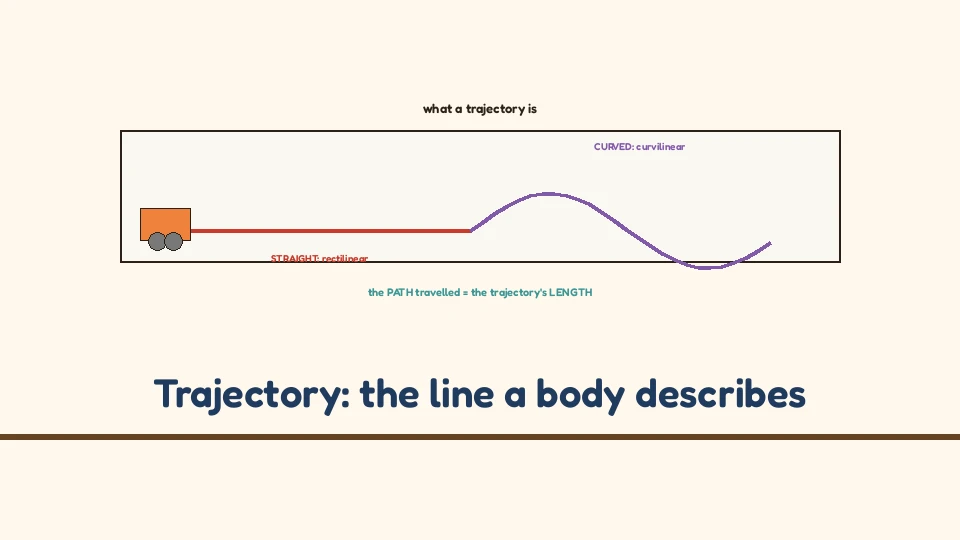 what a trajectory is
CURVED: curvilinear
STRAIGHT: rectilinear
the PATH travelled = the trajectory's LENGTH
Trajectory: the line a body describes